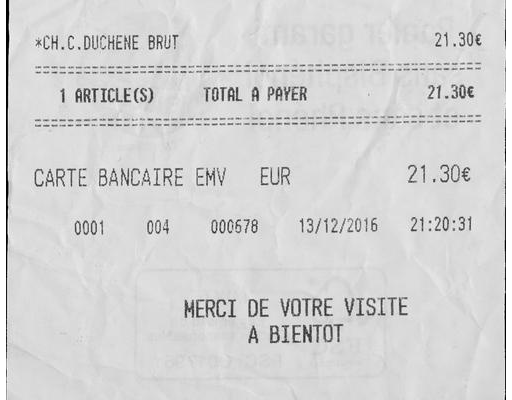 *CH.C.DUCHENE BRUT 21.30€
1 ARTICLE(S) TOTAL A PAYER 21.30€
CARTE BANCAIRE EMV EUR 21.30€
0001 004 000678 13/12/2016 21:20:31
MERCI DE VOTRE VISITE
A BIENTOT